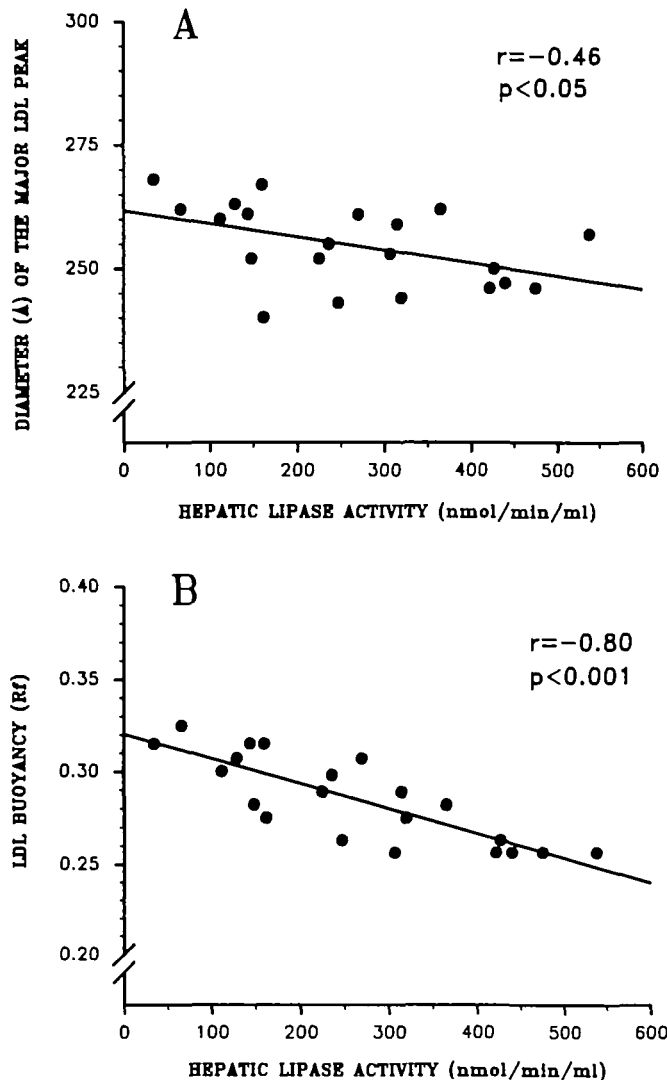 A
r=−0.46
p<0.05
300
275
250
225
DIAMETER (Å) OF THE MAJOR LDL PEAK
0 100 200 300 400 500 600
HEPATIC LIPASE ACTIVITY (nmol/min/ml)
B
r=−0.80
p<0.001
0.40
0.35
0.30
0.25
0.20
LDL BUOYANCY (Rf)
0 100 200 300 400 500 600
HEPATIC LIPASE ACTIVITY (nmol/min/ml)